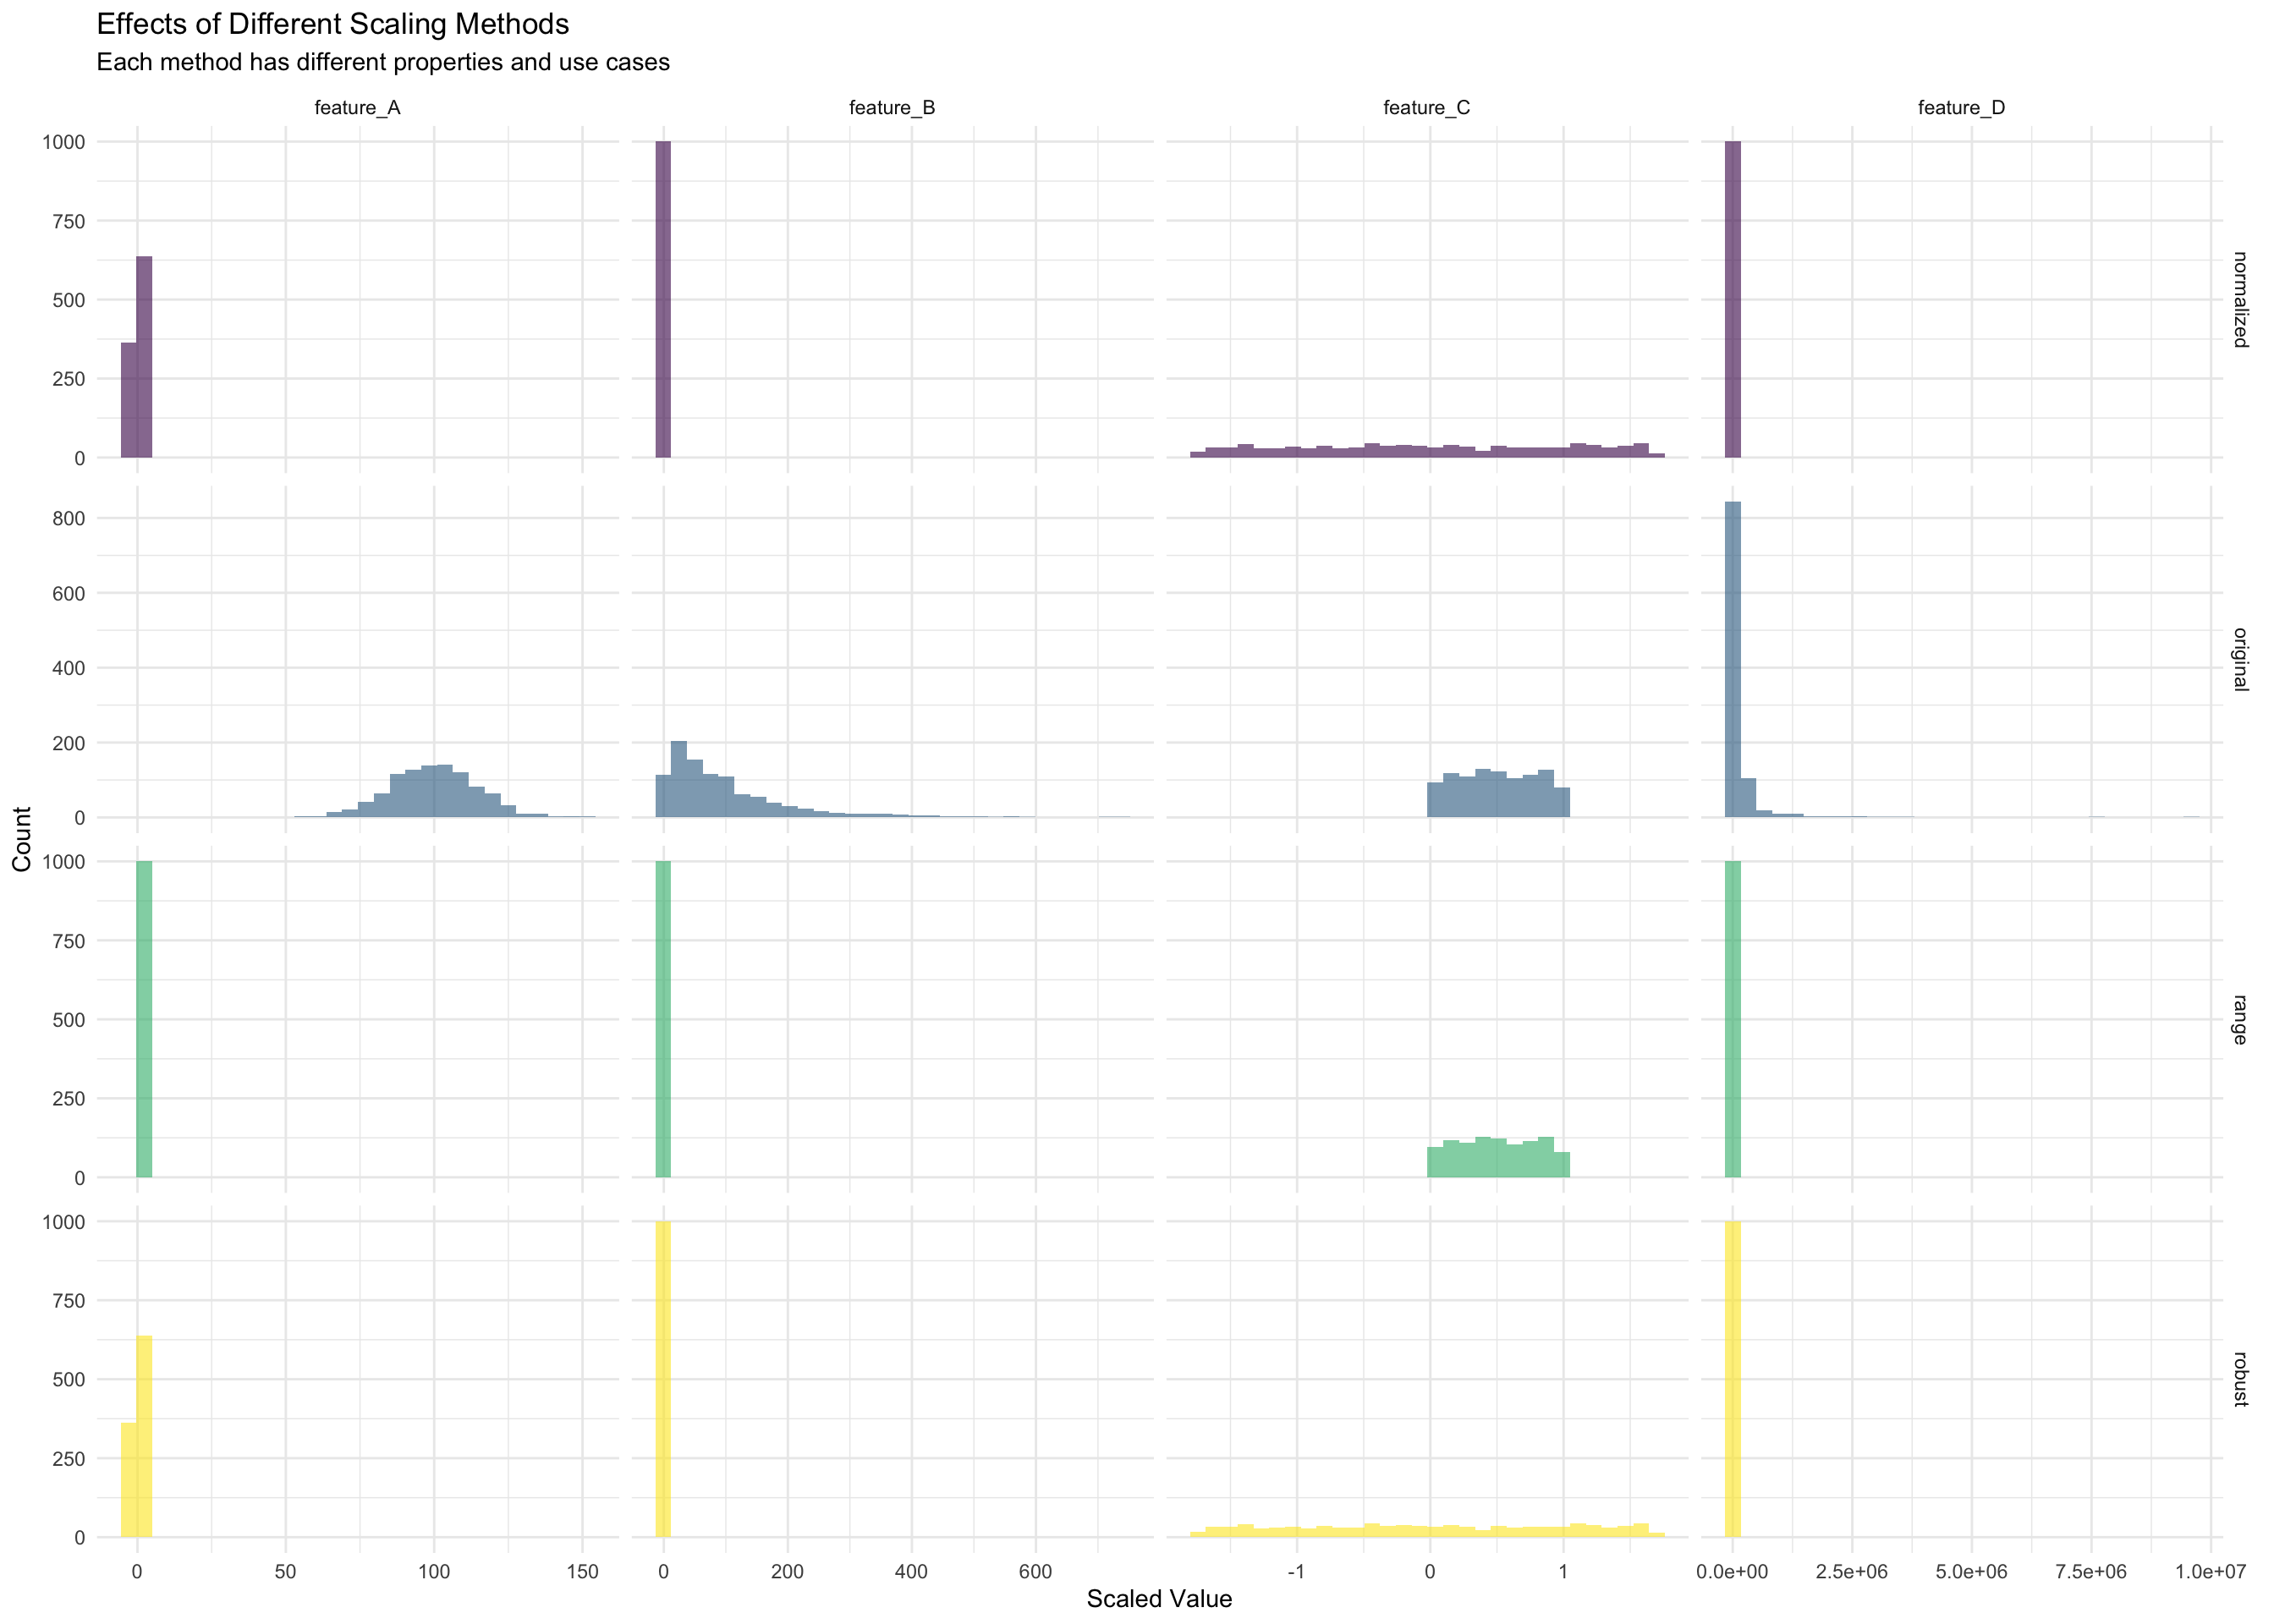 Effects of Different Scaling Methods
Each method has different properties and use cases
feature_A feature_B feature_C feature_D
1000
750
500
250
0
normalized
800
600
400
200
0
original
1000
750
500
250
0
range
1000
750
500
250
0
robust
Count
0 50 100 150 0 200 400 600 -1 0 1 0.0e+00 2.5e+06 5.0e+06 7.5e+06 1.0e+07
Scaled Value